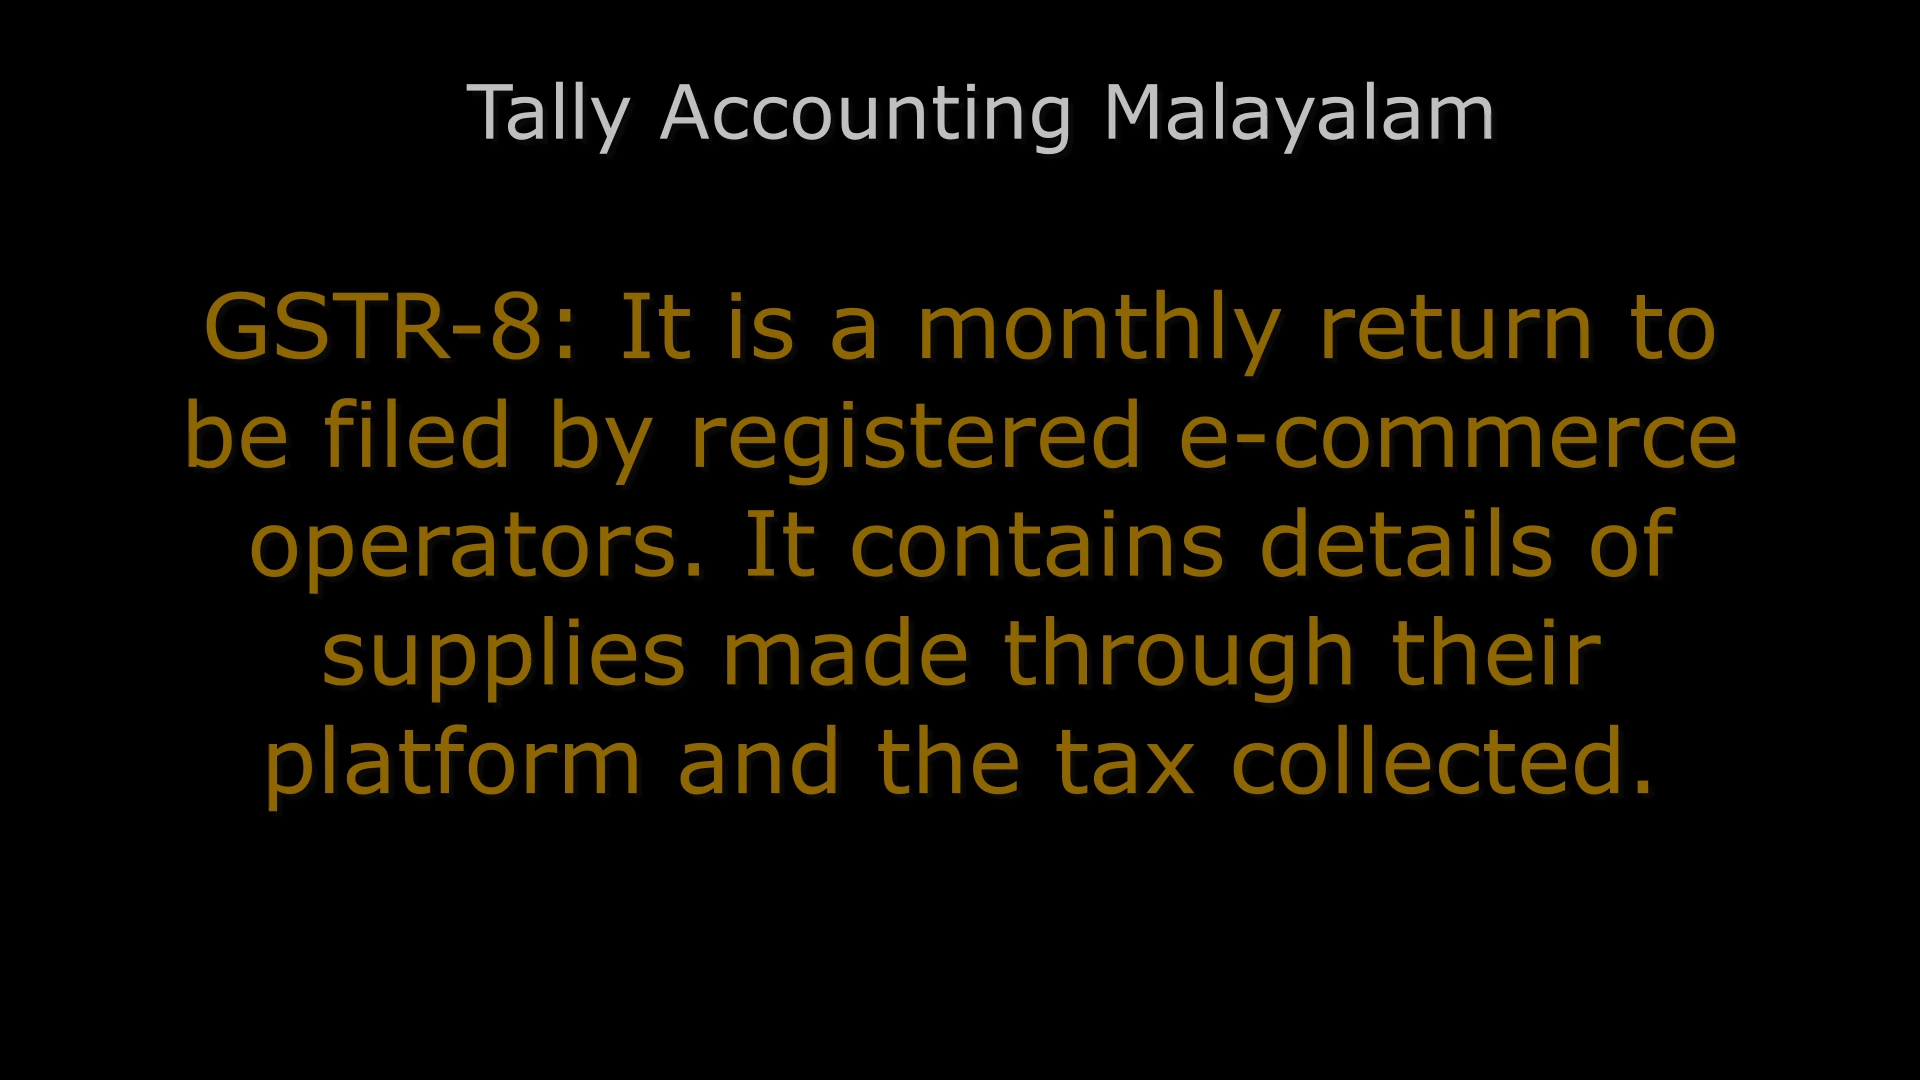 Tally Accounting Malayalam
GSTR-8: It is a monthly return to
be filed by registered e-commerce
operators. It contains details of
supplies made through their
platform and the tax collected.